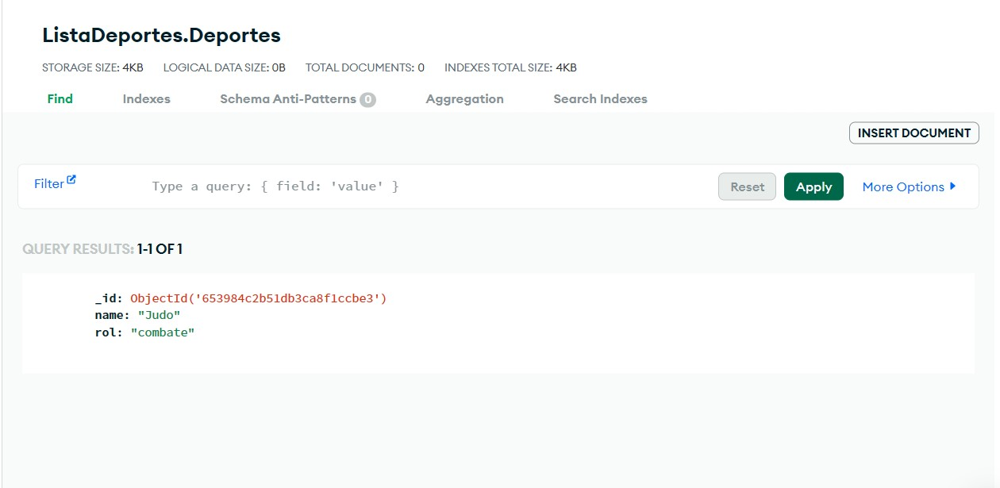 ListaDeportes.Deportes
STORAGE SIZE: 4KB LOGICAL DATA SIZE: 0B TOTAL DOCUMENTS: 0 INDEXES TOTAL SIZE: 4KB
Find Indexes Schema Anti-Patterns 0 Aggregation Search Indexes
INSERT DOCUMENT
Filter Type a query: { field: 'value' } Reset Apply More Options
QUERY RESULTS: 1-1 OF 1
_id: ObjectId('653984c2b51db3ca8f1ccbe3')
name: "Judo"
rol: "combate"